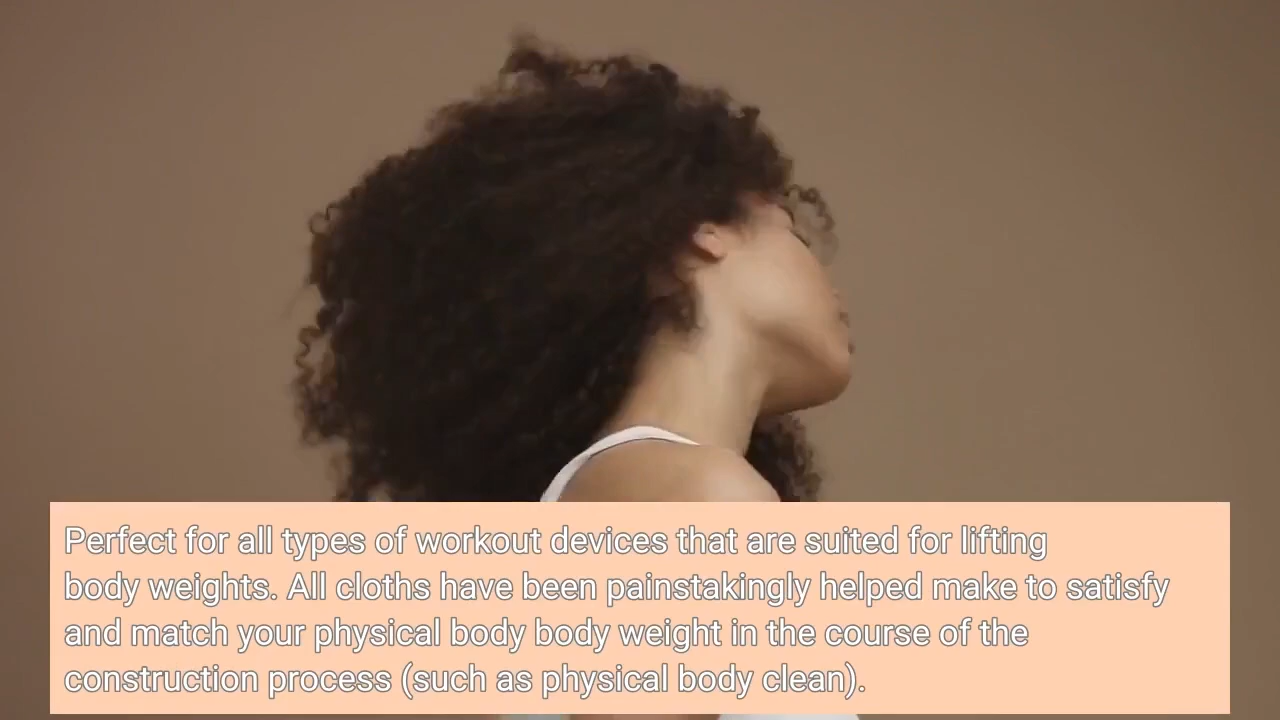 Perfect for all types of workout devices that are suited for lifting
body weights. All cloths have been painstakingly helped make to satisfy
and match your physical body body weight in the course of the
construction process (such as physical body clean).